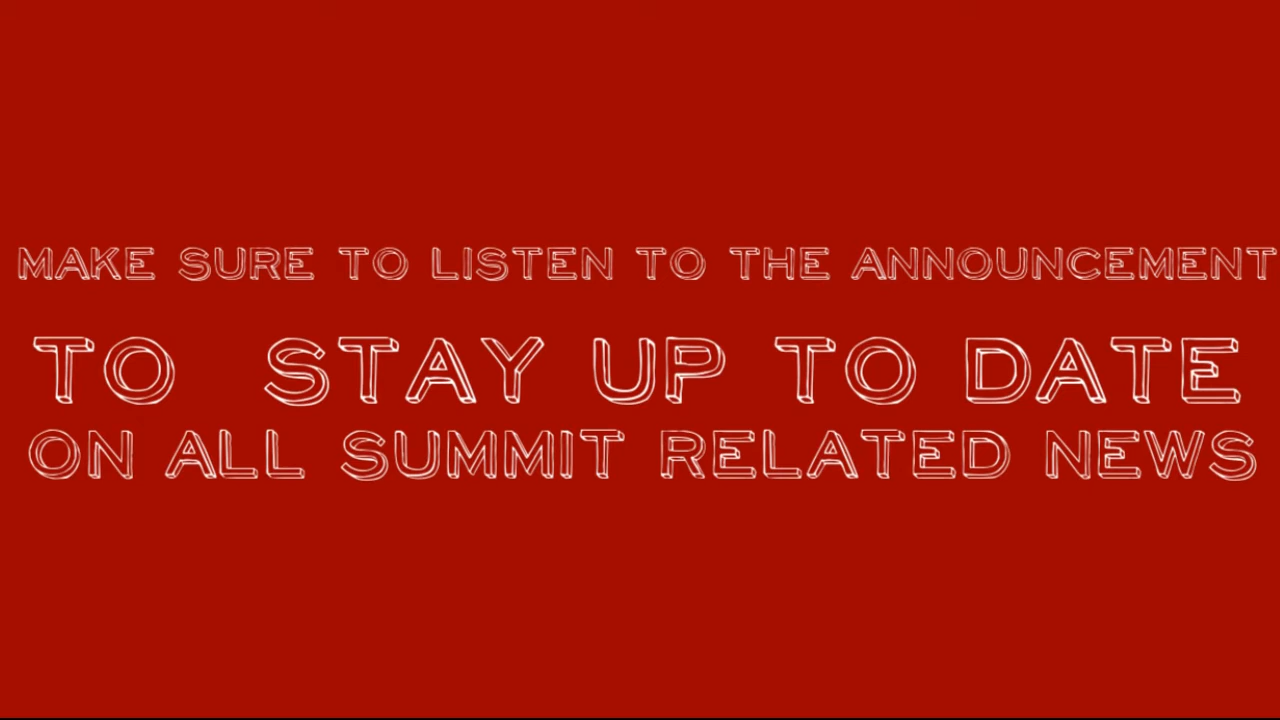 MAKE SURE TO LISTEN TO THE ANNOUNCEMENT
TO STAY UP TO DATE
ON ALL SUMMIT RELATED NEWS